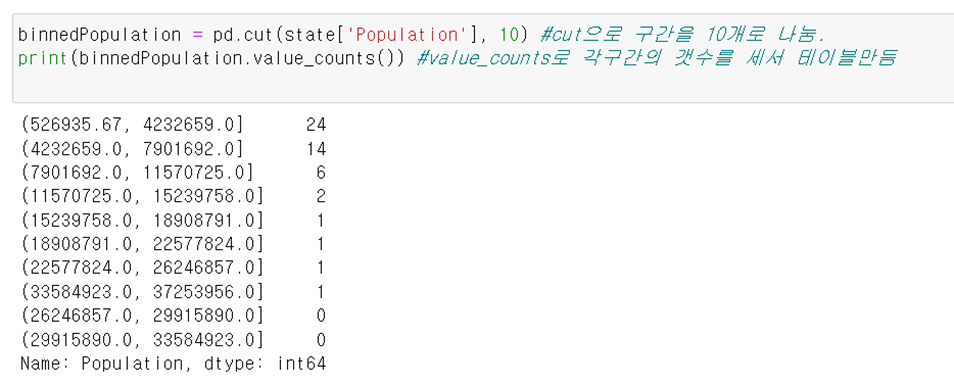 binnedPopulation = pd.cut(state['Population'], 10) #cut으로 구간을 10개로 나눔.
print(binnedPopulation.value_counts()) #value_counts로 각구간의 갯수를 세서 테이블만듬
(526935.67, 4232659.0]      24
(4232659.0, 7901692.0]      14
(7901692.0, 11570725.0]      6
(11570725.0, 15239758.0]     2
(15239758.0, 18908791.0]     1
(18908791.0, 22577824.0]     1
(22577824.0, 26246857.0]     1
(33584923.0, 37253956.0]     1
(26246857.0, 29915890.0]     0
(29915890.0, 33584923.0]     0
Name: Population, dtype: int64